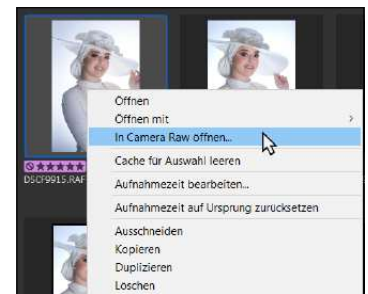 Öffnen
Öffnen mit
In Camera Raw öffnen...
Cache für Auswahl leeren
DSCF9915.RAF
Aufnahmezeit bearbeiten...
Aufnahmezeit auf Ursprung zurücksetzen
Ausschneiden
Kopieren
Duplizieren
Löschen